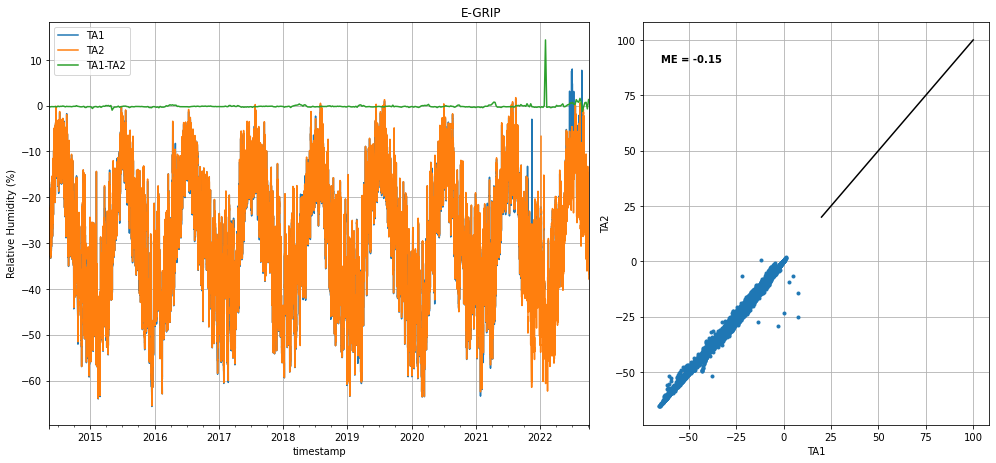 E-GRIP
TA1
TA2
TA1-TA2
10
0
−10
−20
−30
−40
−50
−60
Relative Humidity (%)
2015 2016 2017 2018 2019 2020 2021 2022
timestamp
ME = -0.15
100
75
50
25
0
−25
−50
TA2
−50 −25 0 25 50 75 100
TA1